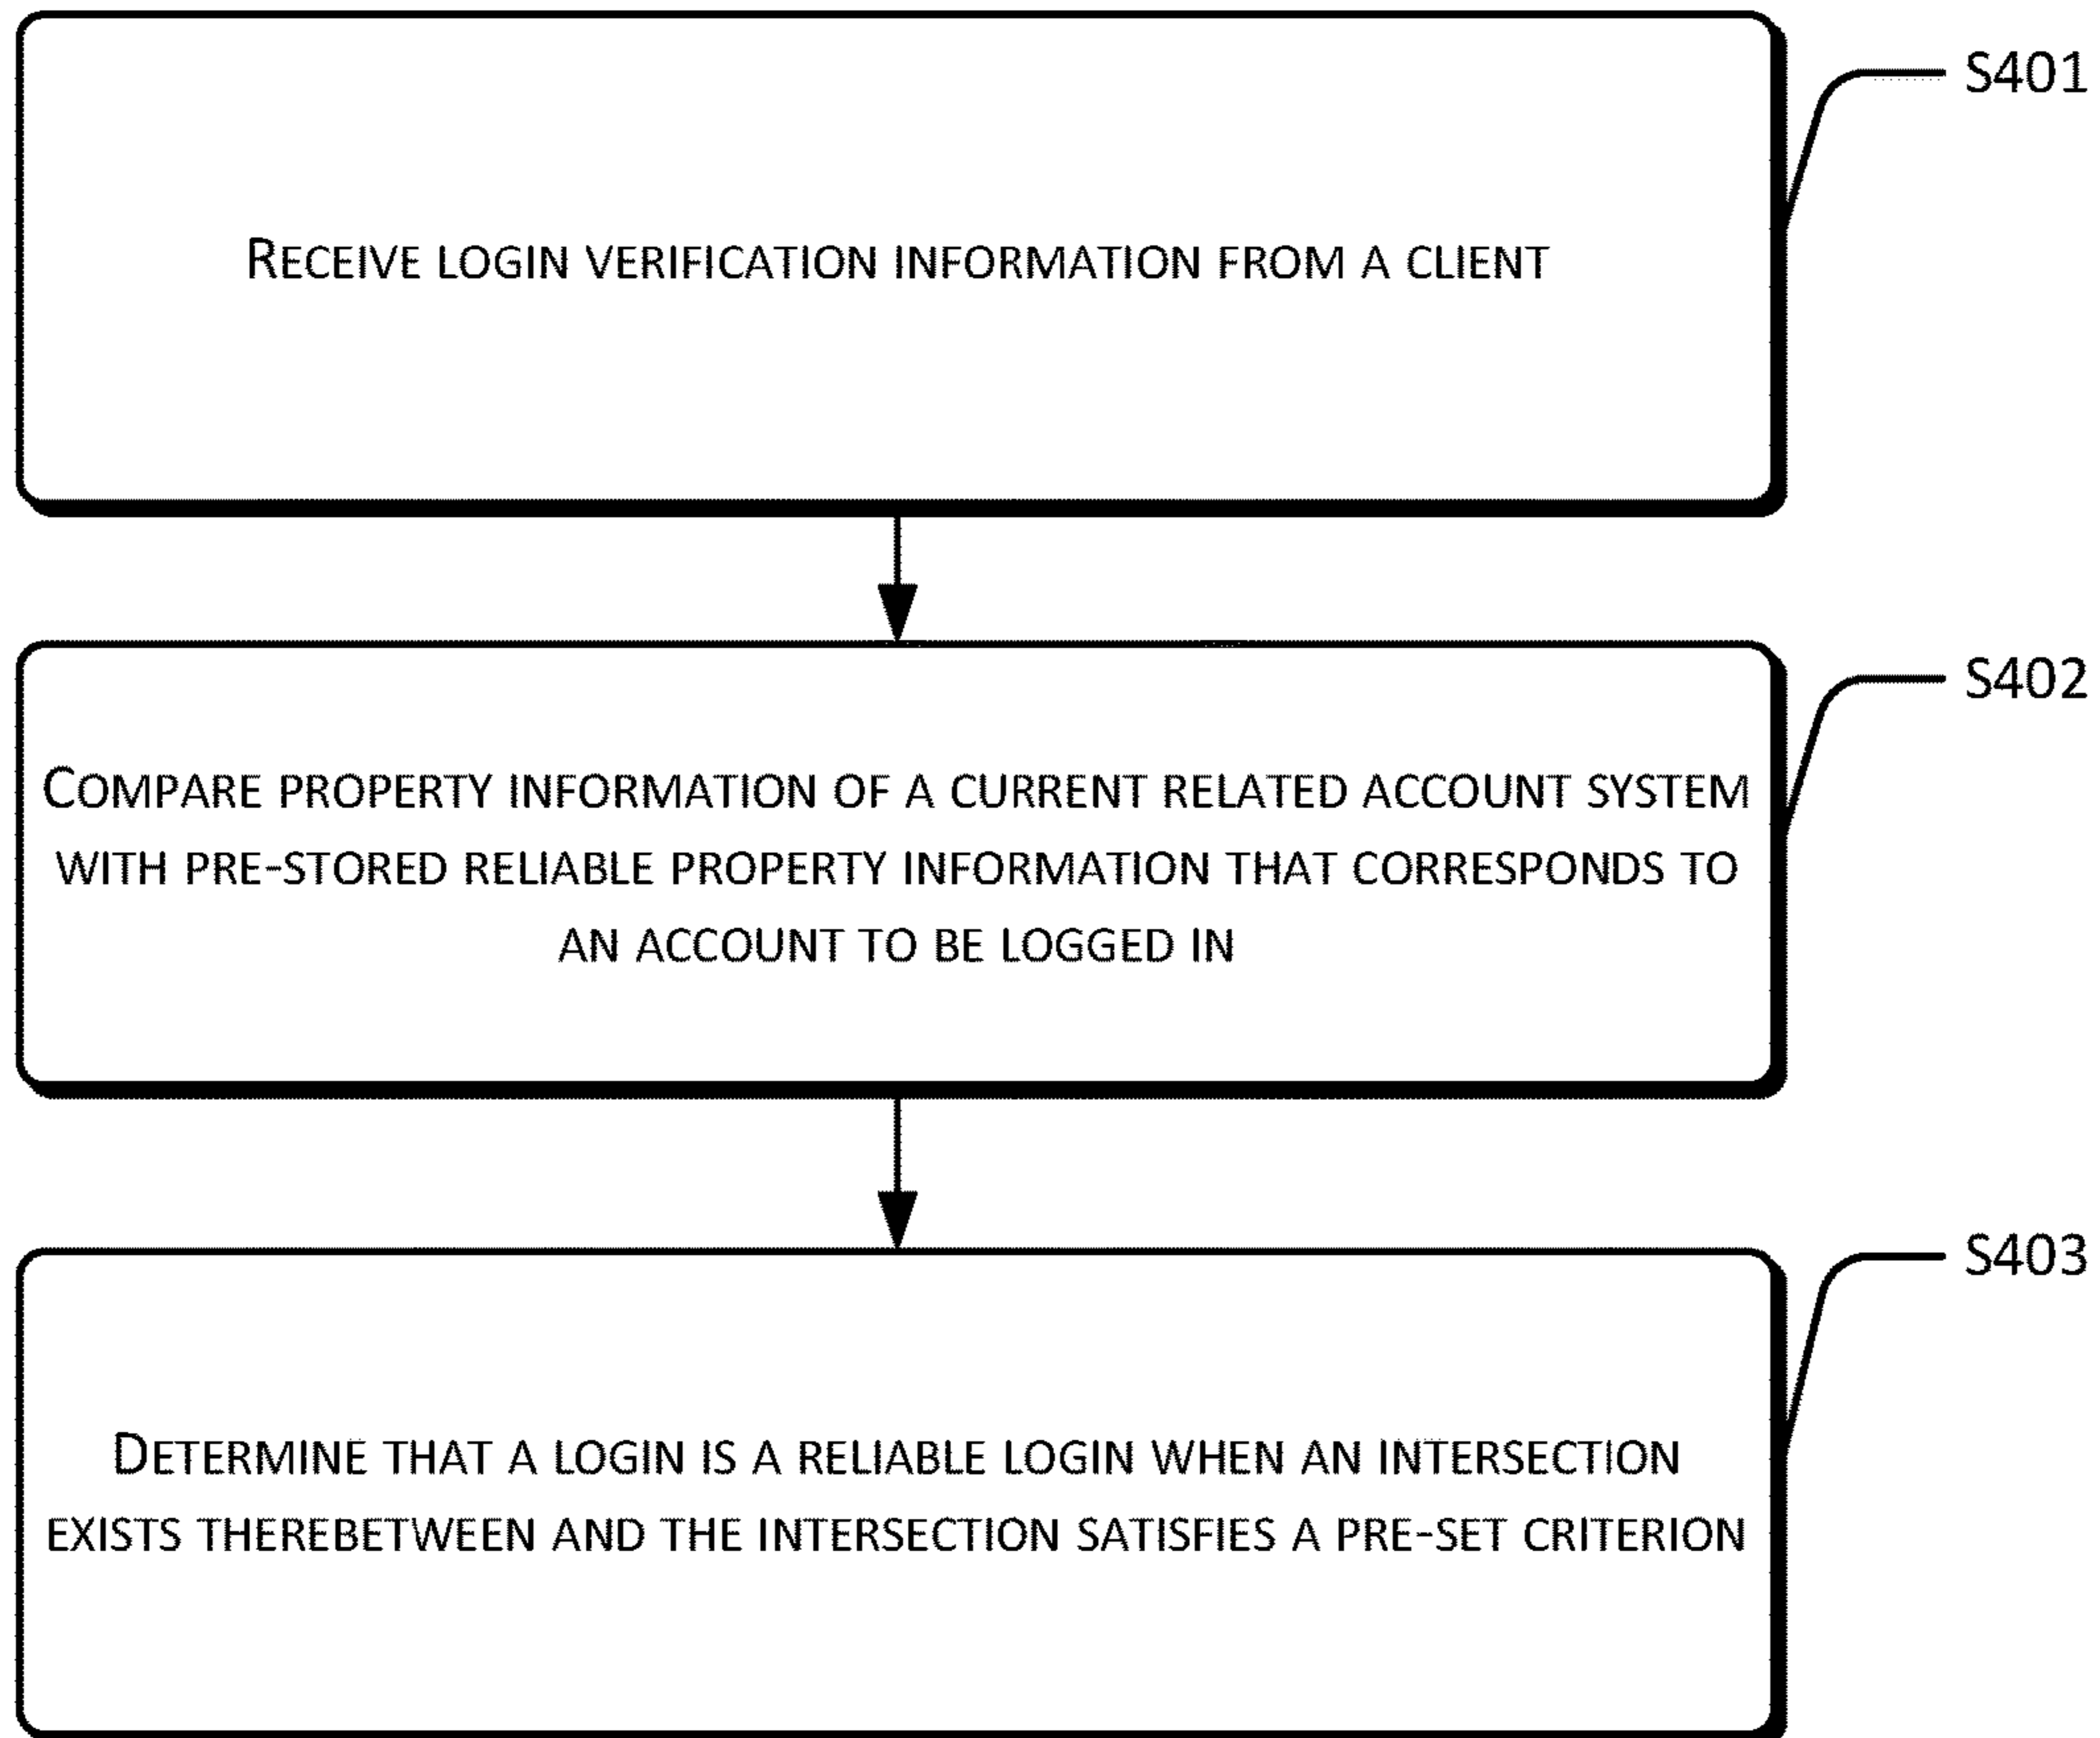 S401
RECEIVE LOGIN VERIFICATION INFORMATION FROM A CLIENT
S402
COMPARE PROPERTY INFORMATION OF A CURRENT RELATED ACCOUNT SYSTEM
WITH PRE-STORED RELIABLE PROPERTY INFORMATION THAT CORRESPONDS TO
AN ACCOUNT TO BE LOGGED IN
S403
DETERMINE THAT A LOGIN IS A RELIABLE LOGIN WHEN AN INTERSECTION
EXISTS THEREBETWEEN AND THE INTERSECTION SATISFIES A PRE-SET CRITERION